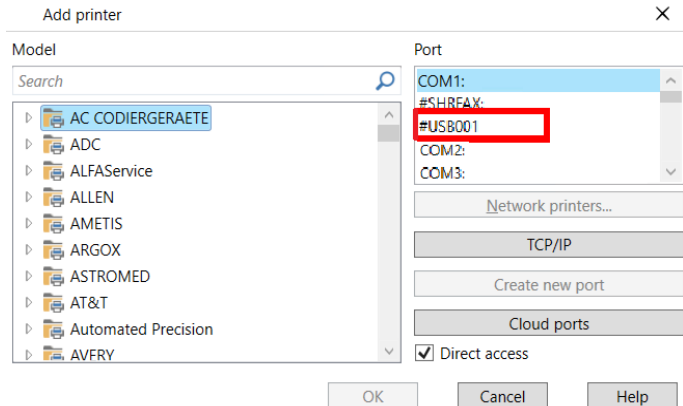 Add printer
Model
Search
AC CODIERGERAETE
ADC
ALFAService
ALLEN
AMETIS
ARGOX
ASTROMED
AT&T
Automated Precision
AVERY
Port
COM1:
#SHRFAX:
#USB001
COM2:
COM3:
Network printers...
TCP/IP
Create new port
Cloud ports
Direct access
OK
Cancel
Help